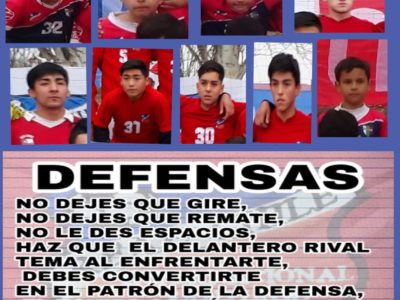 32
31
30
DEFENSAS
NO DEJES QUE GIRE,
NO DEJES QUE REMATE,
NO LE DES ESPACIOS,
HAZ QUE EL DELANTERO RIVAL
TEMA AL ENFRENTARTE,
DEBES CONVERTIRTE
EN EL PATRÓN DE LA DEFENSA,